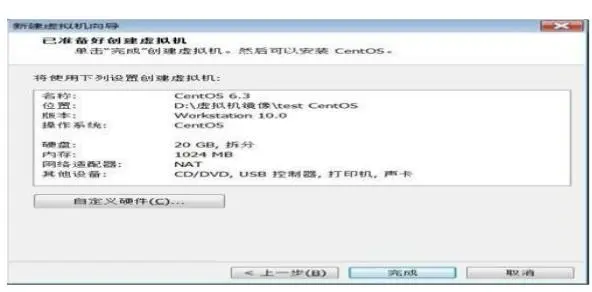 新建虚拟机向导
已准备好创建虚拟机
单击"完成"创建虚拟机。然后可以安装 CentOS。
将使用下列设置创建虚拟机:
名称: CentOS 6.3
位置: D:\虚拟机镜像\test CentOS
版本: Workstation 10.0
操作系统: CentOS
硬盘: 20 GB, 拆分
内存: 1024 MB
网络适配器: NAT
其他设备: CD/DVD, USB 控制器, 打印机, 声卡
自定义硬件(C)...
< 上一步(B) 完成 取消